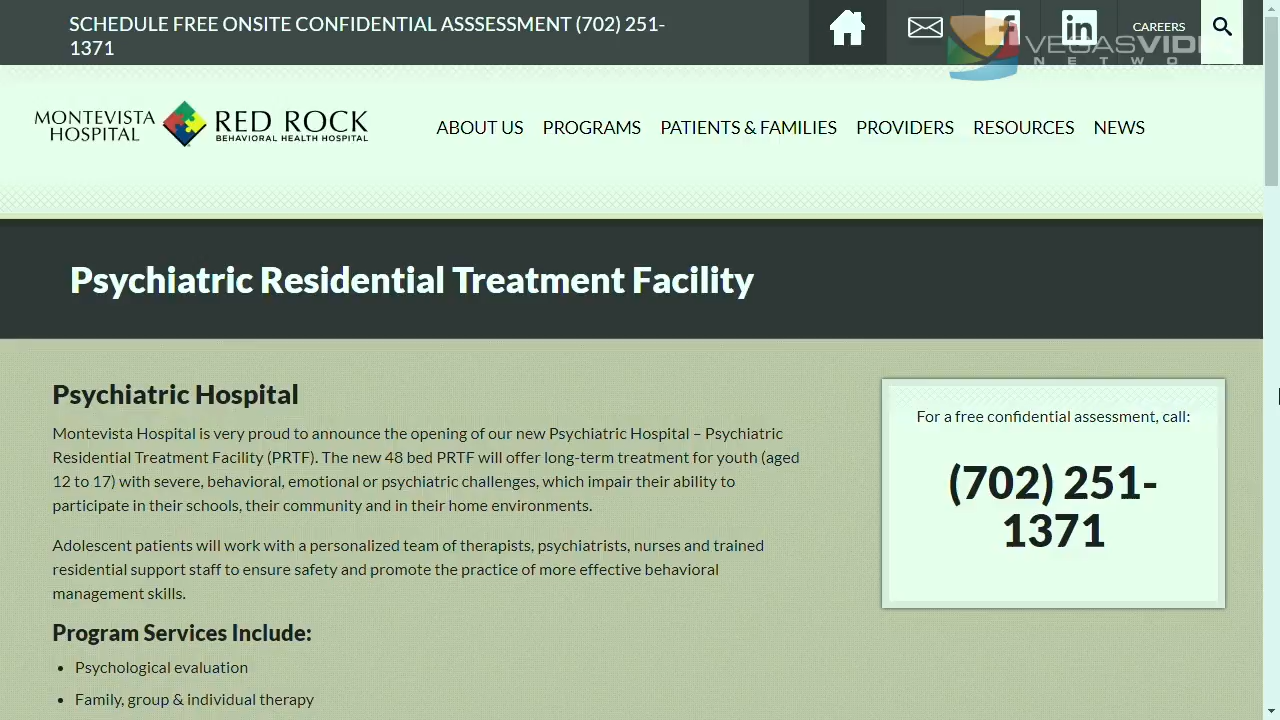 SCHEDULE FREE ONSITE CONFIDENTIAL ASSSESSMENT (702) 251-
1371
CAREERS
VEGASVID
NETWO
MONTEVISTA
HOSPITAL
RED ROCK
BEHAVIORAL HEALTH HOSPITAL
ABOUT US PROGRAMS PATIENTS & FAMILIES PROVIDERS RESOURCES NEWS
Psychiatric Residential Treatment Facility
Psychiatric Hospital
Montevista Hospital is very proud to announce the opening of our new Psychiatric Hospital – Psychiatric
Residential Treatment Facility (PRTF). The new 48 bed PRTF will offer long-term treatment for youth (aged
12 to 17) with severe, behavioral, emotional or psychiatric challenges, which impair their ability to
participate in their schools, their community and in their home environments.
Adolescent patients will work with a personalized team of therapists, psychiatrists, nurses and trained
residential support staff to ensure safety and promote the practice of more effective behavioral
management skills.
Program Services Include:
• Psychological evaluation
• Family, group & individual therapy
For a free confidential assessment, call:
(702) 251-
1371